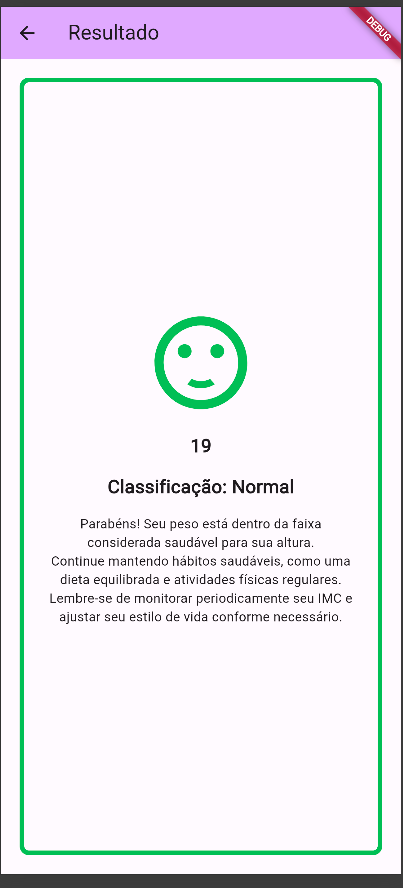 Resultado
DEBUG
19
Classificação: Normal
Parabéns! Seu peso está dentro da faixa
considerada saudável para sua altura.
Continue mantendo hábitos saudáveis, como uma
dieta equilibrada e atividades físicas regulares.
Lembre-se de monitorar periodicamente seu IMC e
ajustar seu estilo de vida conforme necessário.